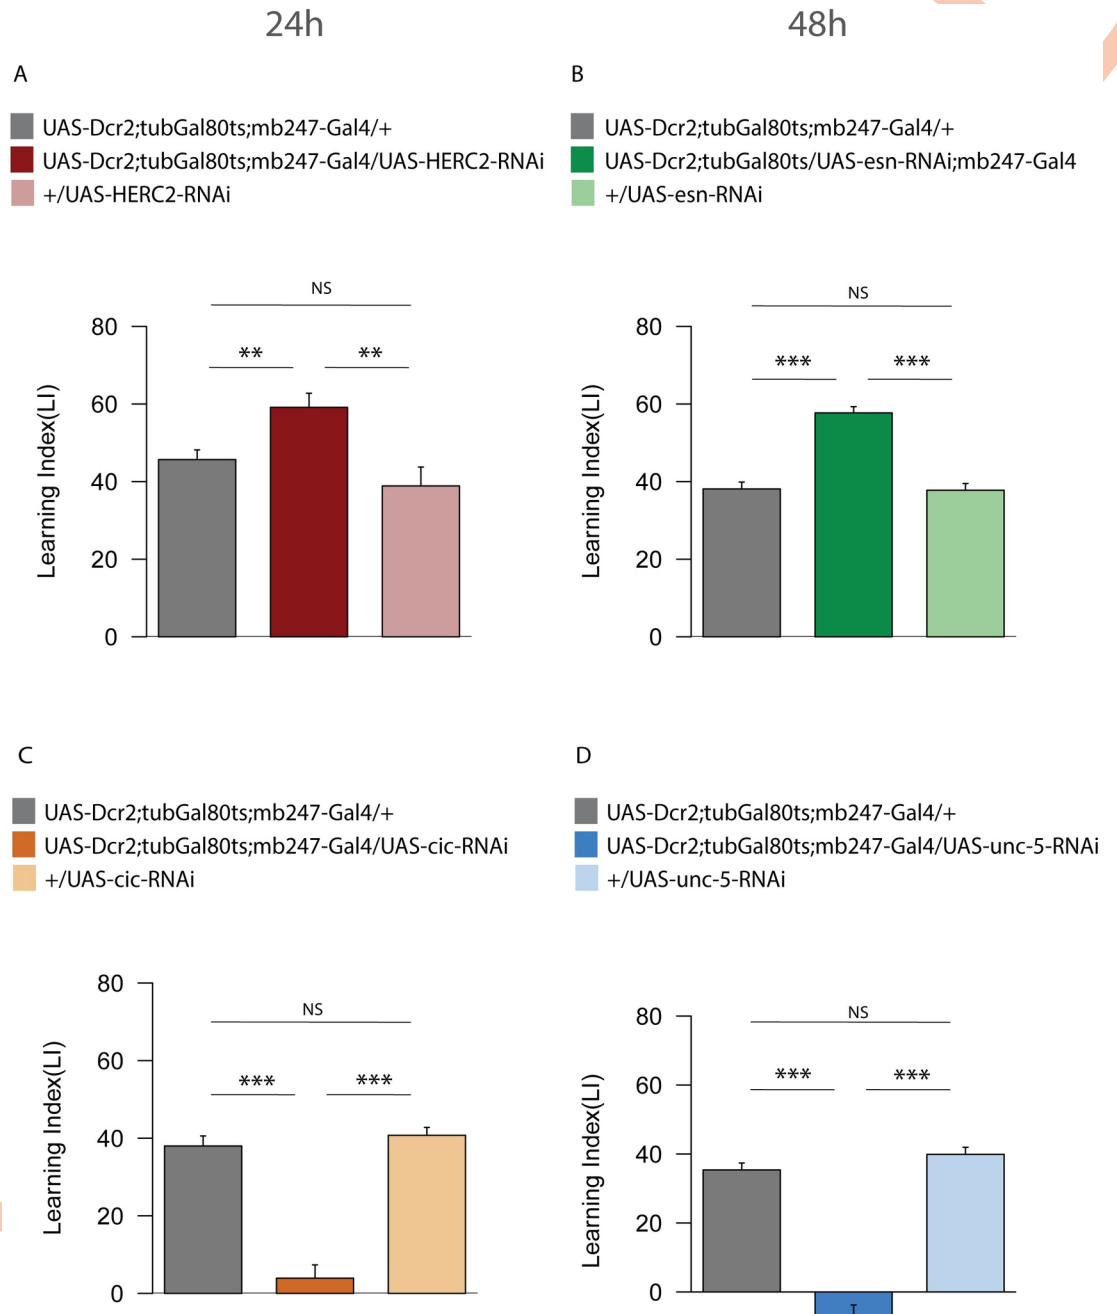 24h
48h
A
UAS-Dcr2;tubGal80ts;mb247-Gal4/+
UAS-Dcr2;tubGal80ts;mb247-Gal4/UAS-HERC2-RNAi
+/UAS-HERC2-RNAi
NS
** **
80
60
40
20
0
Learning Index(LI)
B
UAS-Dcr2;tubGal80ts;mb247-Gal4/+
UAS-Dcr2;tubGal80ts/UAS-esn-RNAi;mb247-Gal4
+/UAS-esn-RNAi
NS
*** ***
80
60
40
20
0
Learning Index(LI)
C
UAS-Dcr2;tubGal80ts;mb247-Gal4/+
UAS-Dcr2;tubGal80ts;mb247-Gal4/UAS-cic-RNAi
+/UAS-cic-RNAi
NS
*** ***
80
60
40
20
0
Learning Index(LI)
D
UAS-Dcr2;tubGal80ts;mb247-Gal4/+
UAS-Dcr2;tubGal80ts;mb247-Gal4/UAS-unc-5-RNAi
+/UAS-unc-5-RNAi
NS
*** ***
80
60
40
20
0
Learning Index(LI)